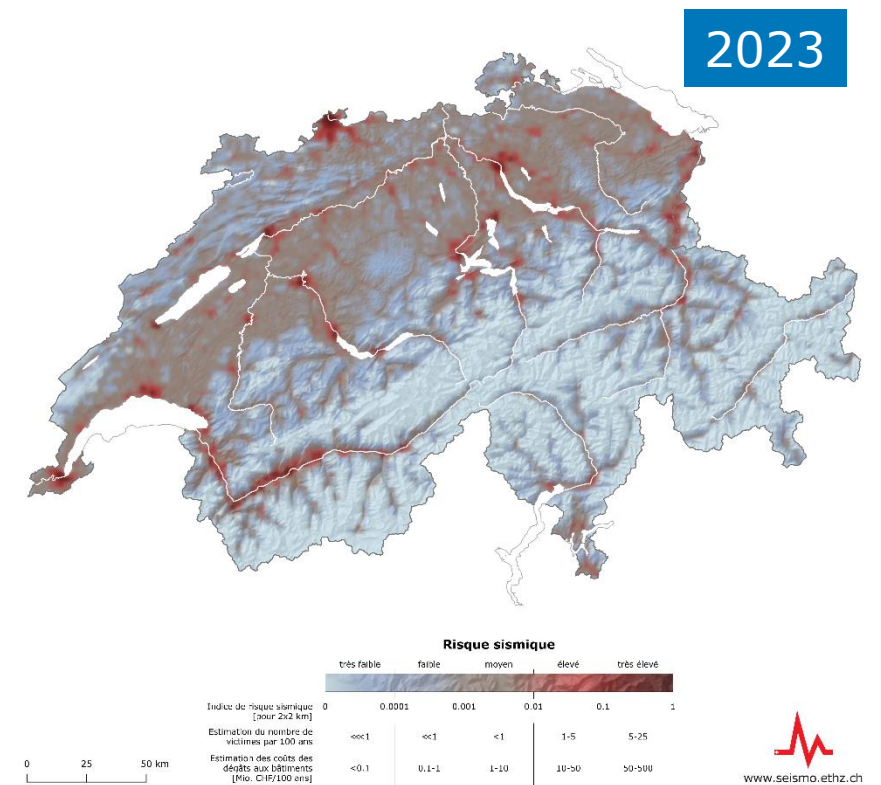 2023
Risque sismique
très faible faible moyen élevé très élevé
Indice de risque sismique 0 0.0001 0.001 0.01 0.1 1
[pour 2x2 km]
Estimation du nombre de
victimes par 100 ans <<<1 <<1 <1 1-5 5-25
Estimation des coûts des
dégâts aux bâtiments <0.1 0.1-1 1-10 10-50 50-500
[Mio. CHF/100 ans]
0 25 50 km
www.seismo.ethz.ch